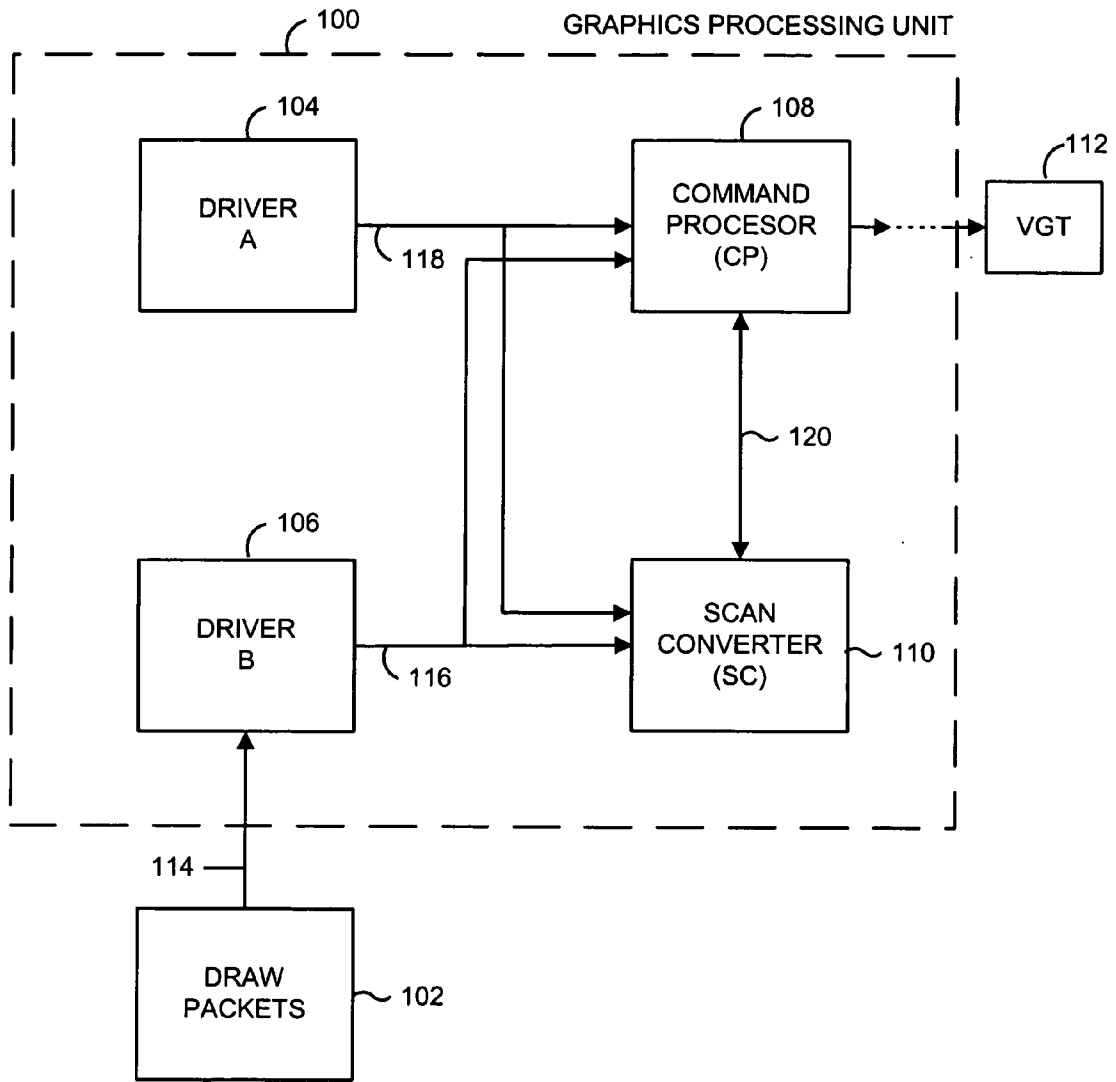 GRAPHICS PROCESSING UNIT
100
104
DRIVER
A
118
108
COMMAND
PROCESOR
(CP)
112
VGT
120
106
DRIVER
B
116
SCAN
CONVERTER
(SC)
110
114
DRAW
PACKETS
102